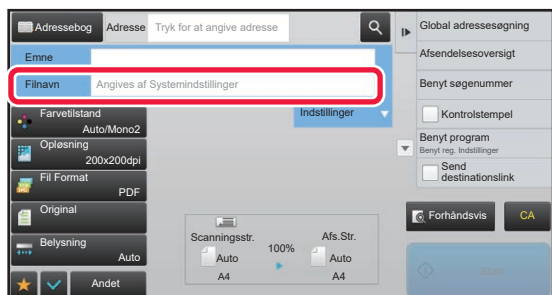 Adressebog
Adresse
Tryk for at angive adresse
Emne
Filnavn
Angives af Systemindstillinger
Indstillinger
Farvetilstand
Auto/Mono2
Opløsning
200x200dpi
Fil Format
PDF
Original
Belysning
Auto
Andet
Scanningsstr.
Auto
A4
100%
Afs.Str.
Auto
A4
Global adressesøgning
Afsendelsesoversigt
Benyt søgenummer
Kontrolstempel
Benyt program
Benyt reg. Indstillinger
Send
destinationslink
Forhåndsvis
CA
Start